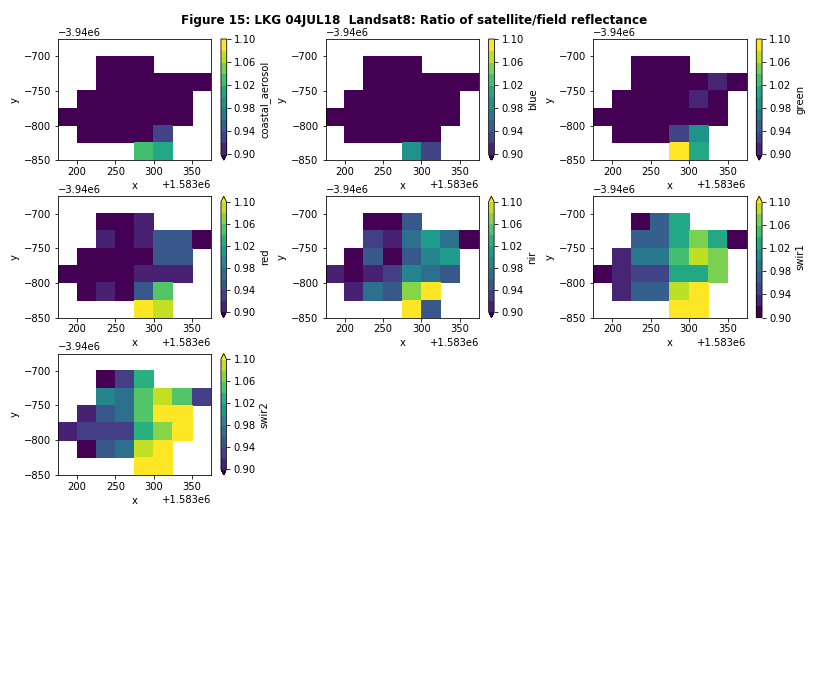 Figure 15: LKG 04JUL18  Landsat8: Ratio of satellite/field reflectance
−3.94e6 −3.94e6 −3.94e6
1.10 1.10 1.10
−700 1.06 −700 1.06 −700 1.06
y −750 1.02 coastal_aerosol y −750 1.02 blue y −750 1.02 green
0.98 0.98 0.98
−800 0.94 −800 0.94 −800 0.94
−850 0.90 −850 0.90 −850 0.90
200 250 300 350 200 250 300 350 200 250 300 350
x +1.583e6 x +1.583e6 x +1.583e6
−3.94e6 −3.94e6 −3.94e6
1.10 1.10 1.10
−700 1.06 −700 1.06 −700 1.06
y −750 1.02 red y −750 1.02 nir y −750 1.02 swir1
0.98 0.98 0.98
−800 0.94 −800 0.94 −800 0.94
−850 0.90 −850 0.90 −850 0.90
200 250 300 350 200 250 300 350 200 250 300 350
x +1.583e6 x +1.583e6 x +1.583e6
−3.94e6
1.10
−700 1.06
y −750 1.02 swir2
0.98
−800 0.94
−850 0.90
200 250 300 350
x +1.583e6